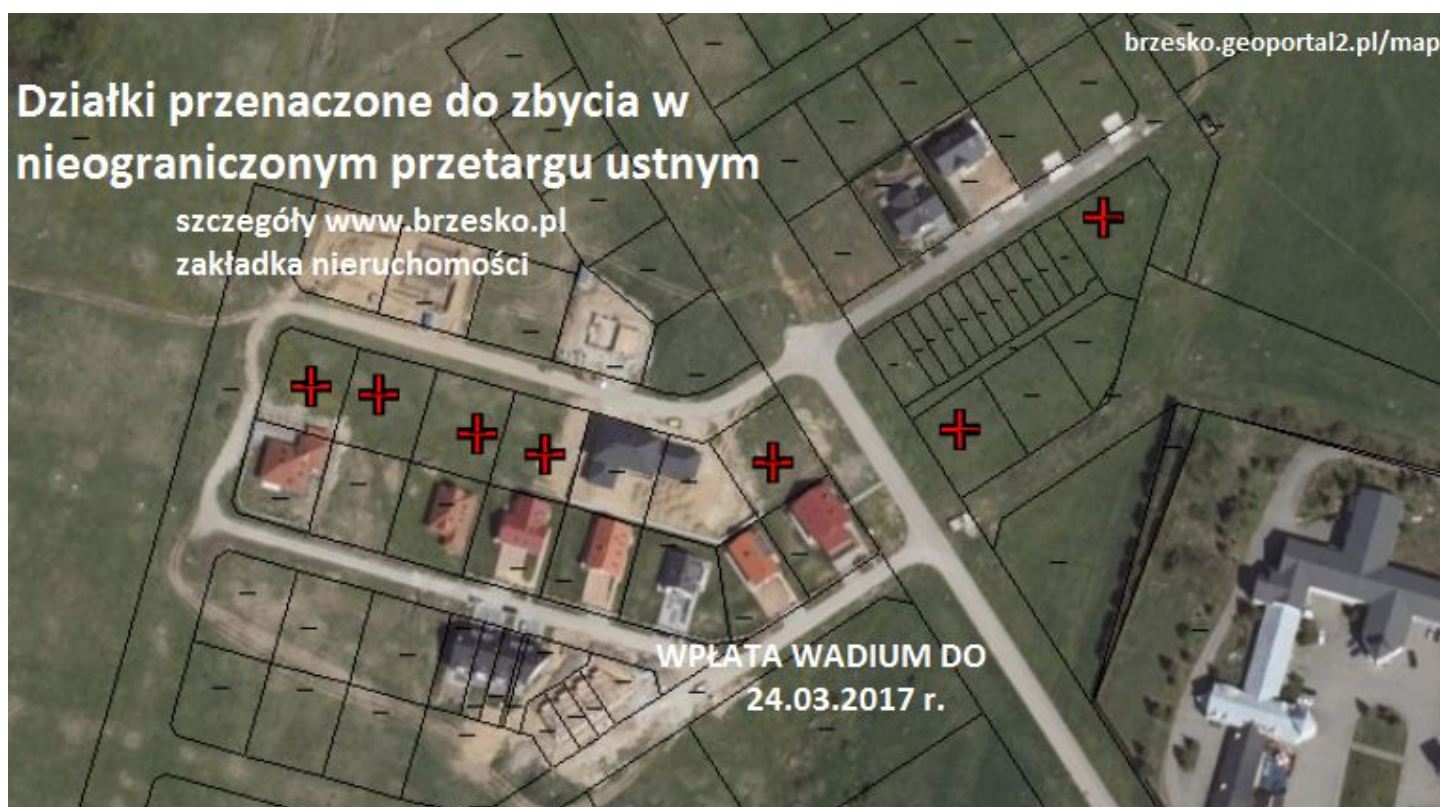 brzesko.geoportal2.pl/map
Działki przenaczone do zbycia w
nieograniczonym przetargu ustnym
szczegóły www.brzesko.pl
zakładka nieruchomości
WPŁATA WADIUM DO
24.03.2017 r.